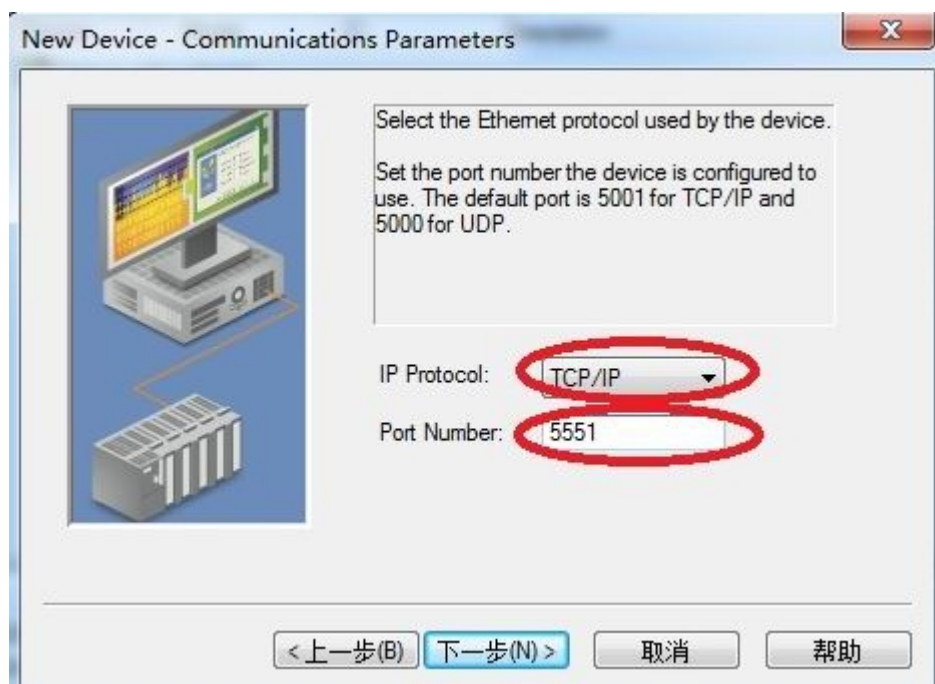 New Device - Communications Parameters
Select the Ethernet protocol used by the device.
Set the port number the device is configured to
use. The default port is 5001 for TCP/IP and
5000 for UDP.
IP Protocol: TCP/IP
Port Number: 5551
<上一步(B) 下一步(N)> 取消 帮助